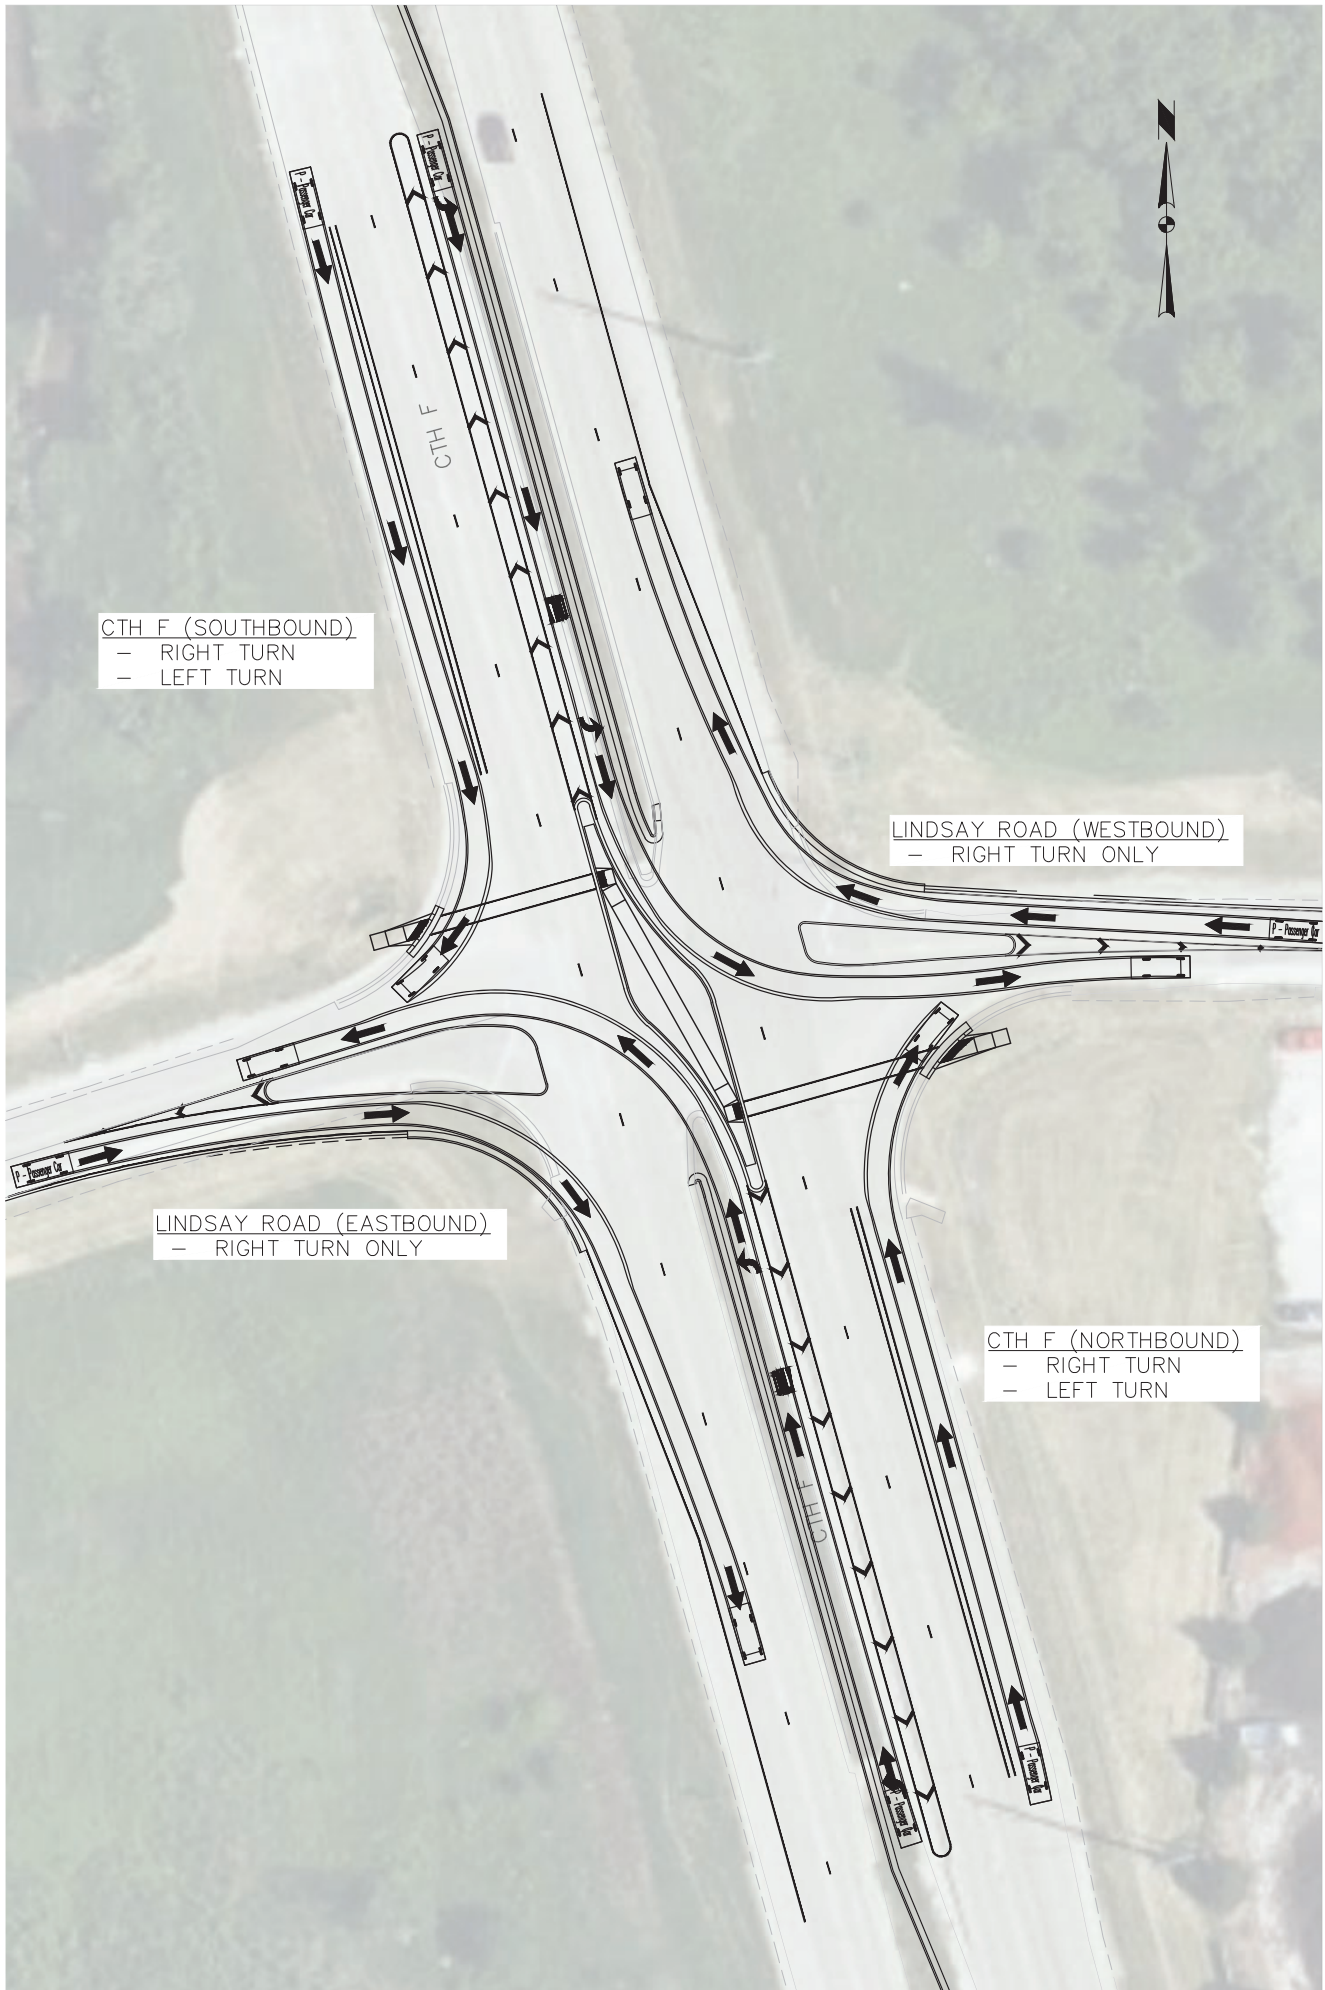 N
P - Passenger Car
P - Passenger Car
CTH F
CTH F (SOUTHBOUND)
- RIGHT TURN
- LEFT TURN
LINDSAY ROAD (WESTBOUND)
- RIGHT TURN ONLY
P - Passenger Car
P - Passenger Car
LINDSAY ROAD (EASTBOUND)
- RIGHT TURN ONLY
CTH F (NORTHBOUND)
- RIGHT TURN
- LEFT TURN
CTH F
P - Passenger Car
P - Passenger Car